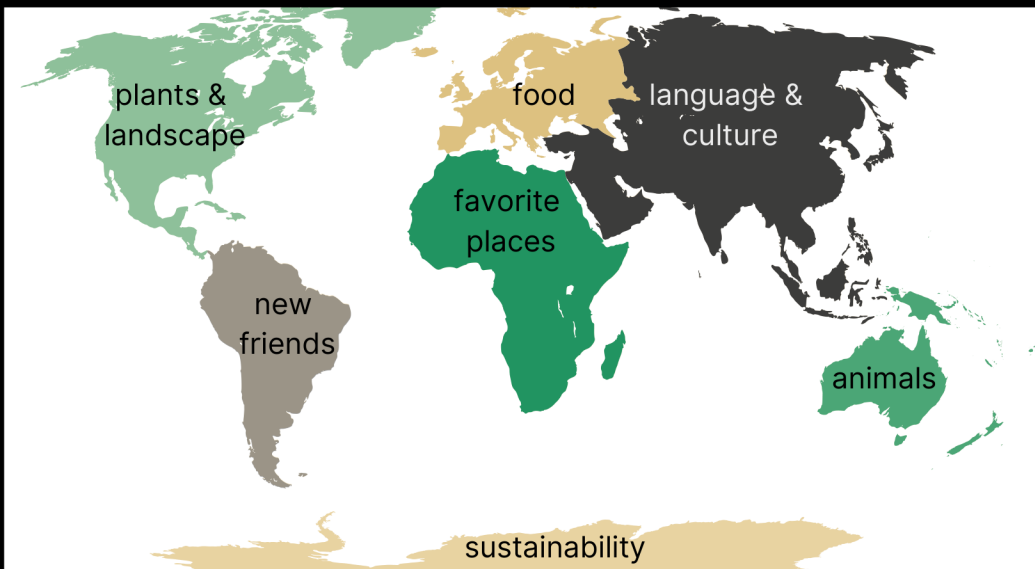 plants &
landscape
food
language &
culture
favorite
places
new
friends
animals
sustainability